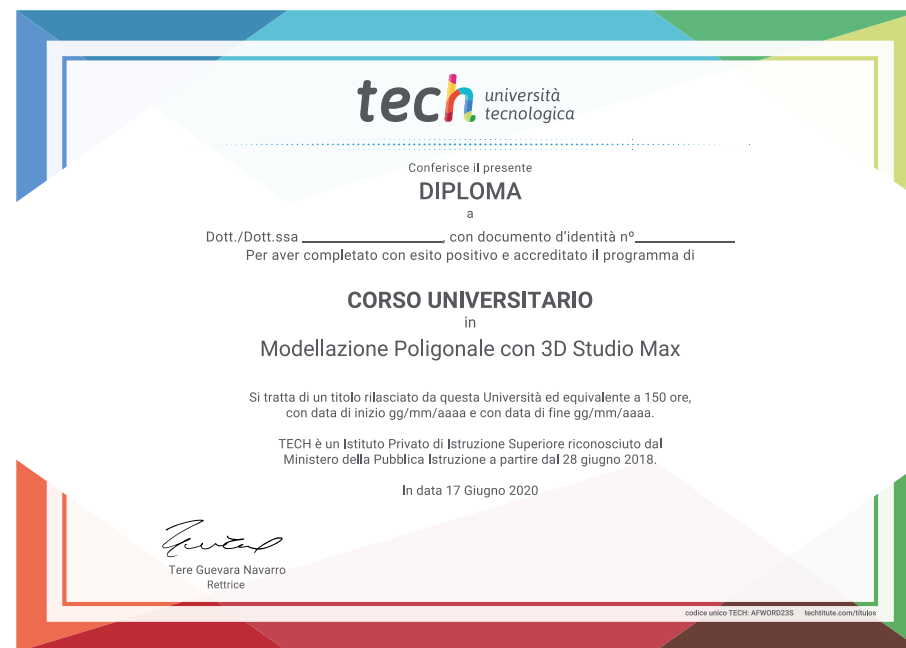 tech università
tecnologica
Conferisce il presente
DIPLOMA
a
Dott./Dott.ssa ____________________, con documento d'identità nº______________
Per aver completato con esito positivo e accreditato il programma di
CORSO UNIVERSITARIO
in
Modellazione Poligonale con 3D Studio Max
Si tratta di un titolo rilasciato da questa Università ed equivalente a 150 ore,
con data di inizio gg/mm/aaaa e con data di fine gg/mm/aaaa.
TECH è un Istituto Privato di Istruzione Superiore riconosciuto dal
Ministero della Pubblica Istruzione a partire dal 28 giugno 2018.
In data 17 Giugno 2020
Tere Guevara Navarro
Rettrice
codice unico TECH: AFWORD23S techtitute.com/títulos